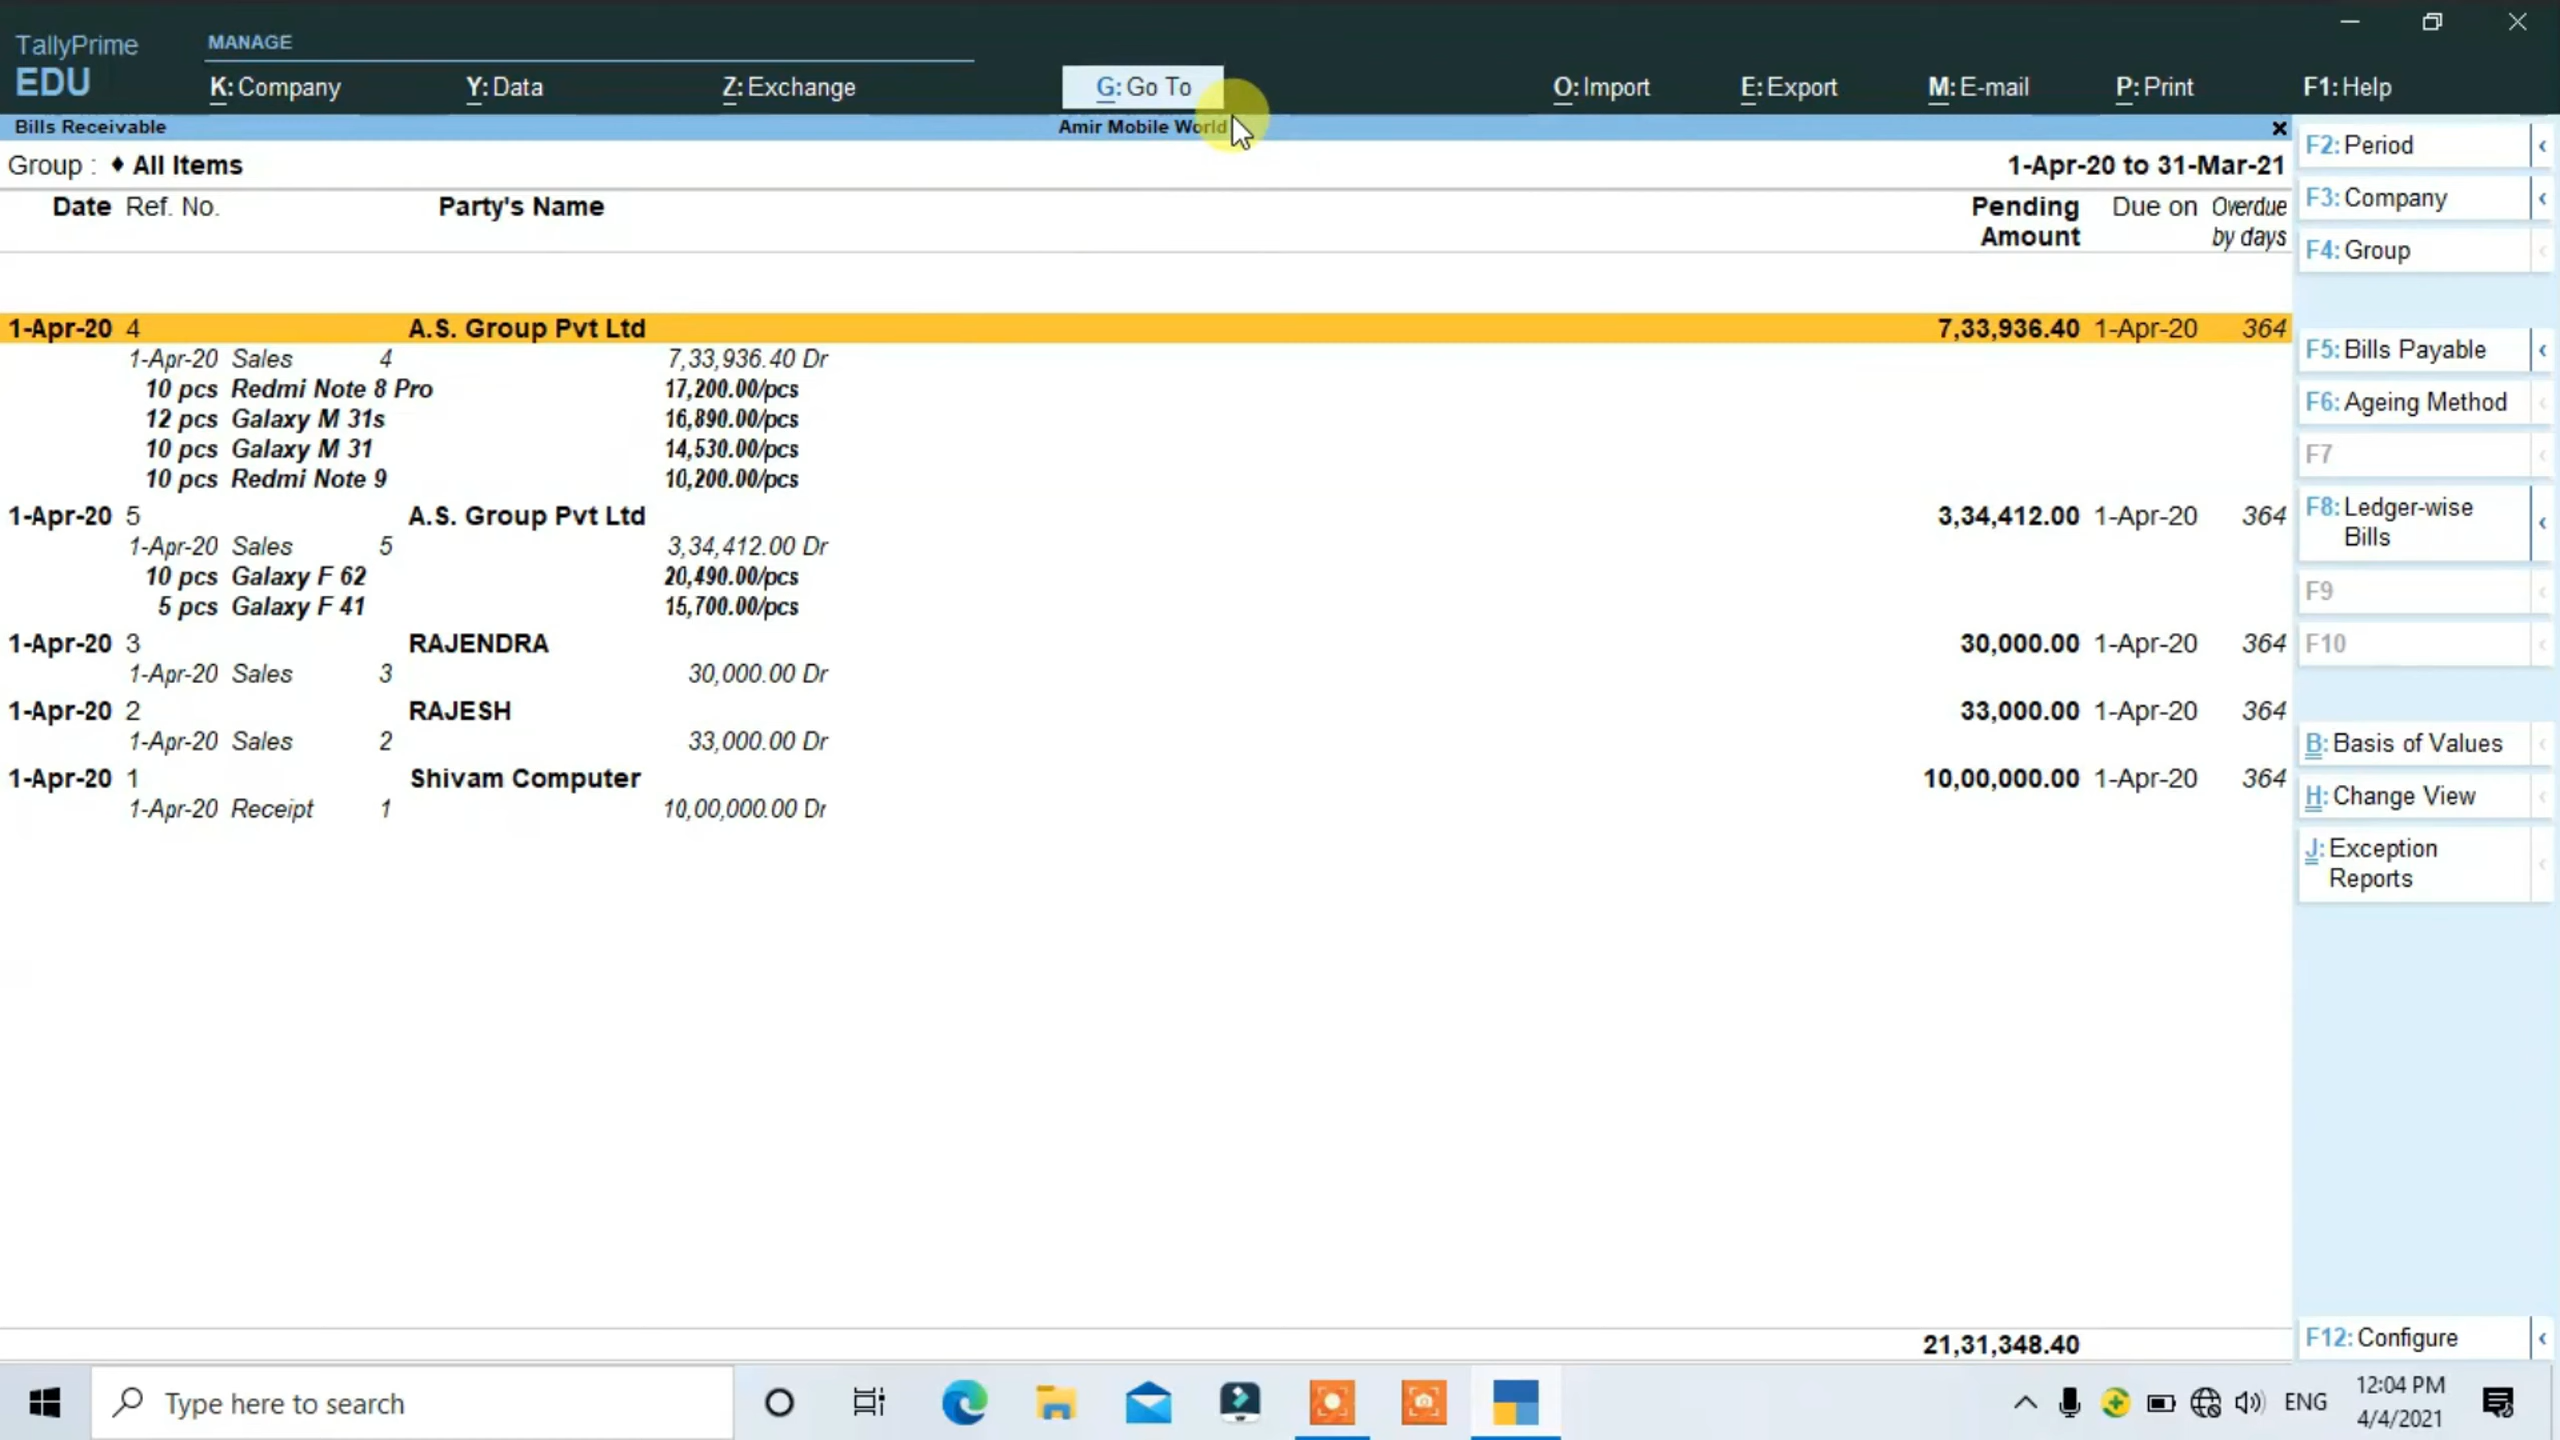 TallyPrime
EDU
MANAGE
K: Company Y: Data Z: Exchange G: Go To O: Import E: Export M: E-mail P: Print F1: Help
Bills Receivable Amir Mobile World
Group : ♦ All Items 1-Apr-20 to 31-Mar-21
Date Ref. No. Party's Name Pending Amount Due on Overdue by days
1-Apr-20 4 A.S. Group Pvt Ltd 7,33,936.40 1-Apr-20 364
1-Apr-20 Sales 4 7,33,936.40 Dr
10 pcs Redmi Note 8 Pro 17,200.00/pcs
12 pcs Galaxy M 31s 16,890.00/pcs
10 pcs Galaxy M 31 14,530.00/pcs
10 pcs Redmi Note 9 10,200.00/pcs
1-Apr-20 5 A.S. Group Pvt Ltd 3,34,412.00 1-Apr-20 364
1-Apr-20 Sales 5 3,34,412.00 Dr
10 pcs Galaxy F 62 20,490.00/pcs
5 pcs Galaxy F 41 15,700.00/pcs
1-Apr-20 3 RAJENDRA 30,000.00 1-Apr-20 364
1-Apr-20 Sales 3 30,000.00 Dr
1-Apr-20 2 RAJESH 33,000.00 1-Apr-20 364
1-Apr-20 Sales 2 33,000.00 Dr
1-Apr-20 1 Shivam Computer 10,00,000.00 1-Apr-20 364
1-Apr-20 Receipt 1 10,00,000.00 Dr
21,31,348.40
F2: Period
F3: Company
F4: Group
F5: Bills Payable
F6: Ageing Method
F7
F8: Ledger-wise
Bills
F9
F10
B: Basis of Values
H: Change View
J: Exception
Reports
F12: Configure
Type here to search
ENG
12:04 PM
4/4/2021